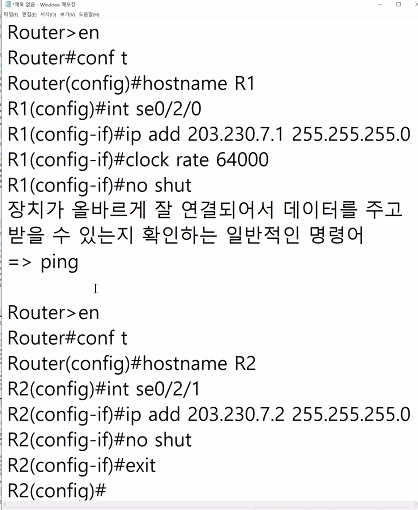 *제목 없음 - Windows 메모장
파일(F) 편집(E) 서식(O) 보기(V) 도움말(H)
Router>en
Router#conf t
Router(config)#hostname R1
R1(config)#int se0/2/0
R1(config-if)#ip add 203.230.7.1 255.255.255.0
R1(config-if)#clock rate 64000
R1(config-if)#no shut
장치가 올바르게 잘 연결되어서 데이터를 주고
받을 수 있는지 확인하는 일반적인 명령어
=> ping
Router>en
Router#conf t
Router(config)#hostname R2
R2(config)#int se0/2/1
R2(config-if)#ip add 203.230.7.2 255.255.255.0
R2(config-if)#no shut
R2(config-if)#exit
R2(config)#